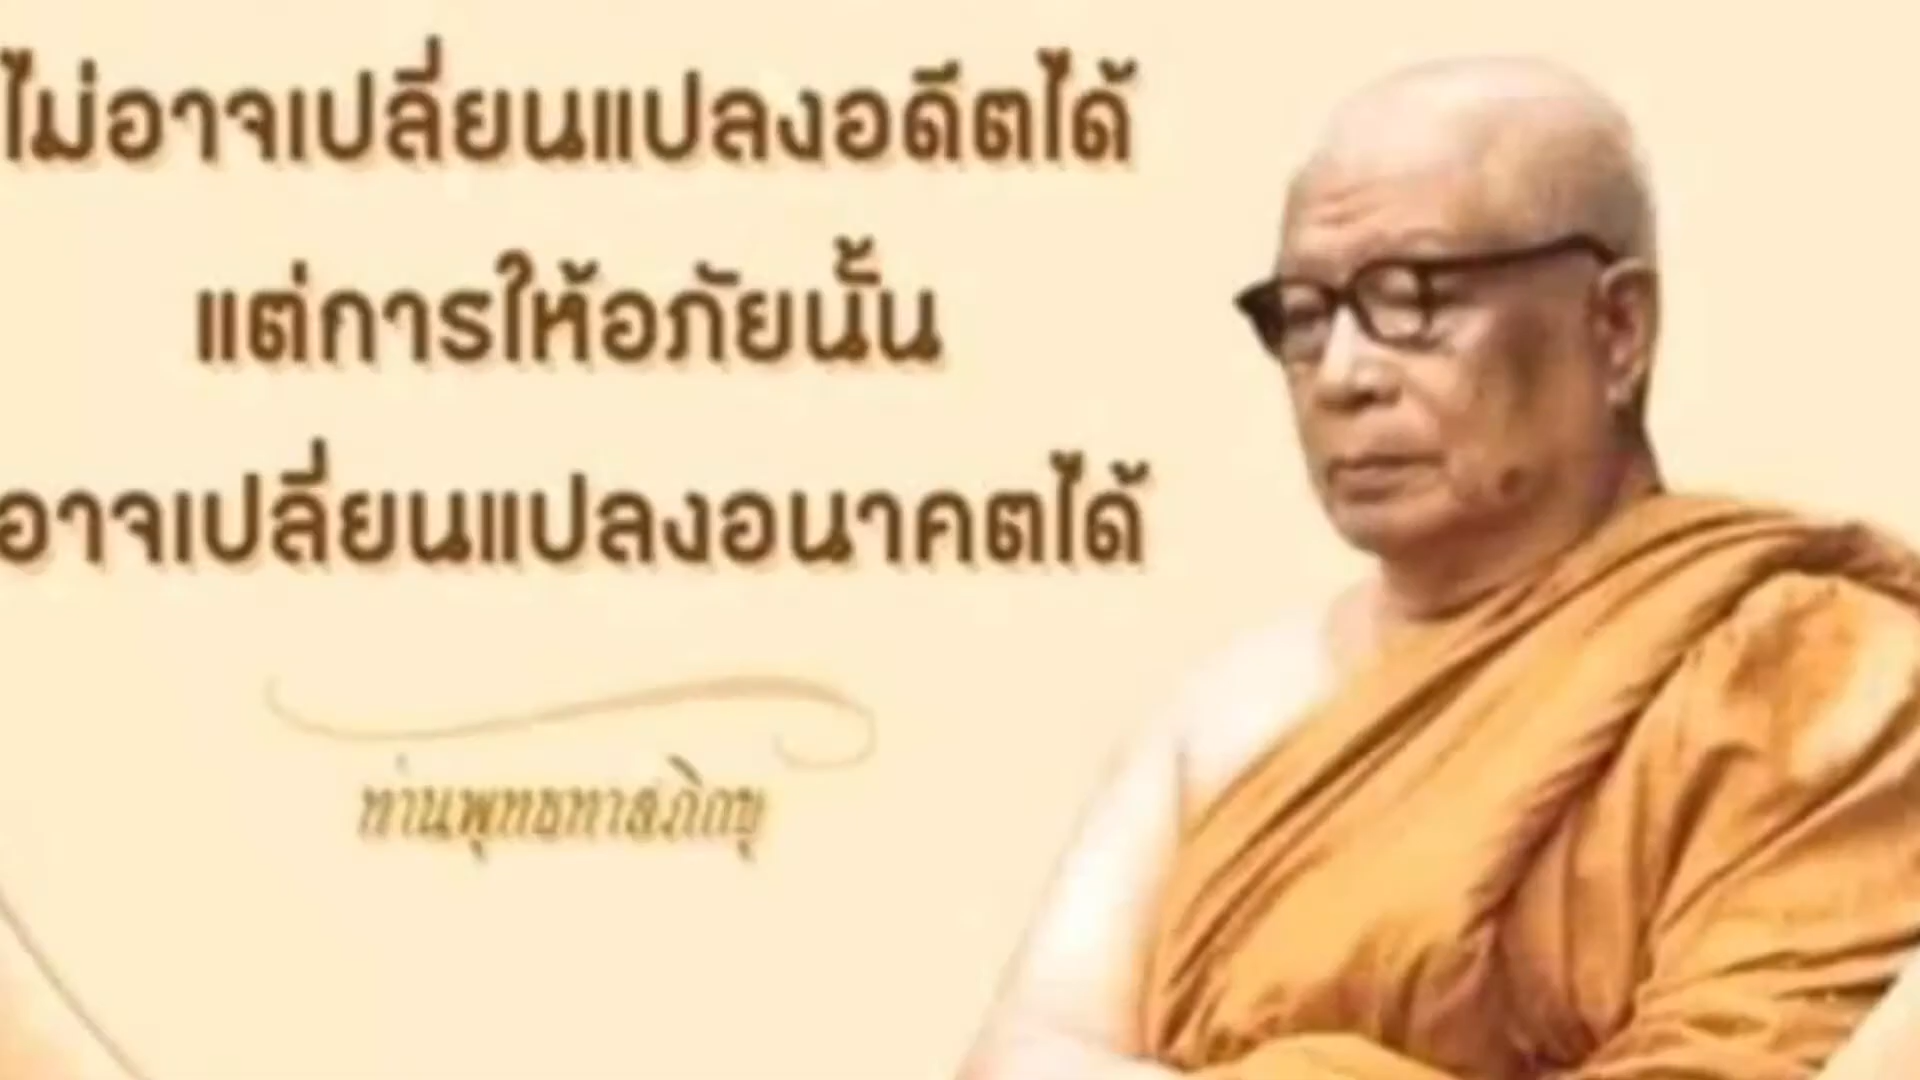 ไม่อาจเปลี่ยนแปลงอดีตได้
แต่การให้อภัยนั้น
อาจเปลี่ยนแปลงอนาคตได้
ท่านพุทธทาสภิกขุ